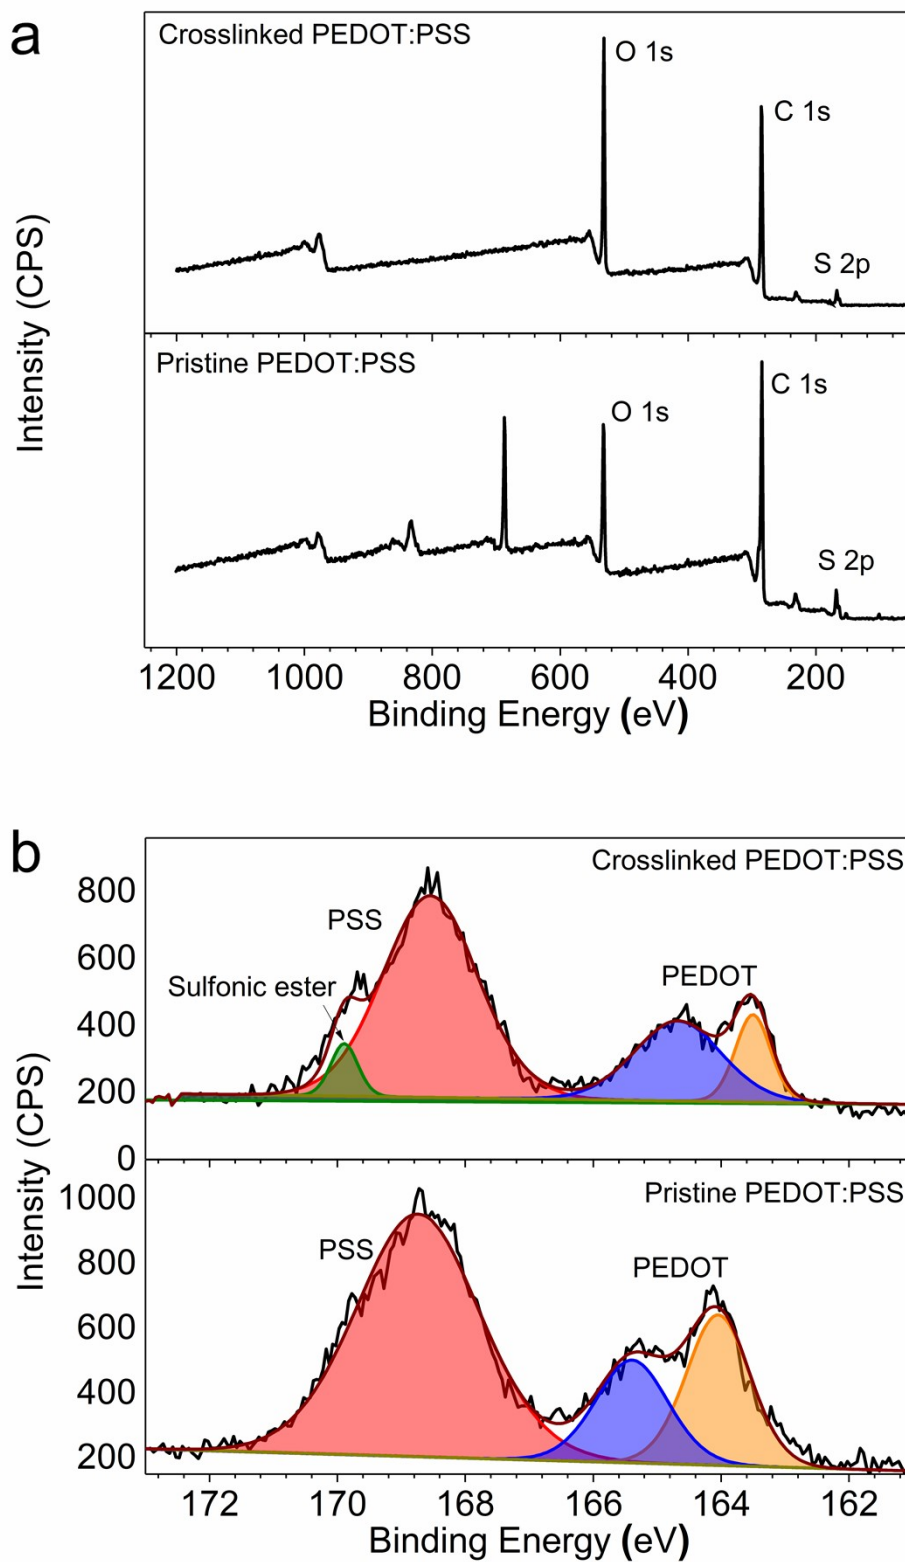 a
Crosslinked PEDOT:PSS
O 1s
C 1s
S 2p
Pristine PEDOT:PSS
C 1s
O 1s
S 2p
Intensity (CPS)
1200 1000 800 600 400 200
Binding Energy (eV)
b
Crosslinked PEDOT:PSS
800
PSS
600
PEDOT
Sulfonic ester
400
200
0
Pristine PEDOT:PSS
1000
PSS
PEDOT
800
600
400
200
Intensity (CPS)
172 170 168 166 164 162
Binding Energy (eV)